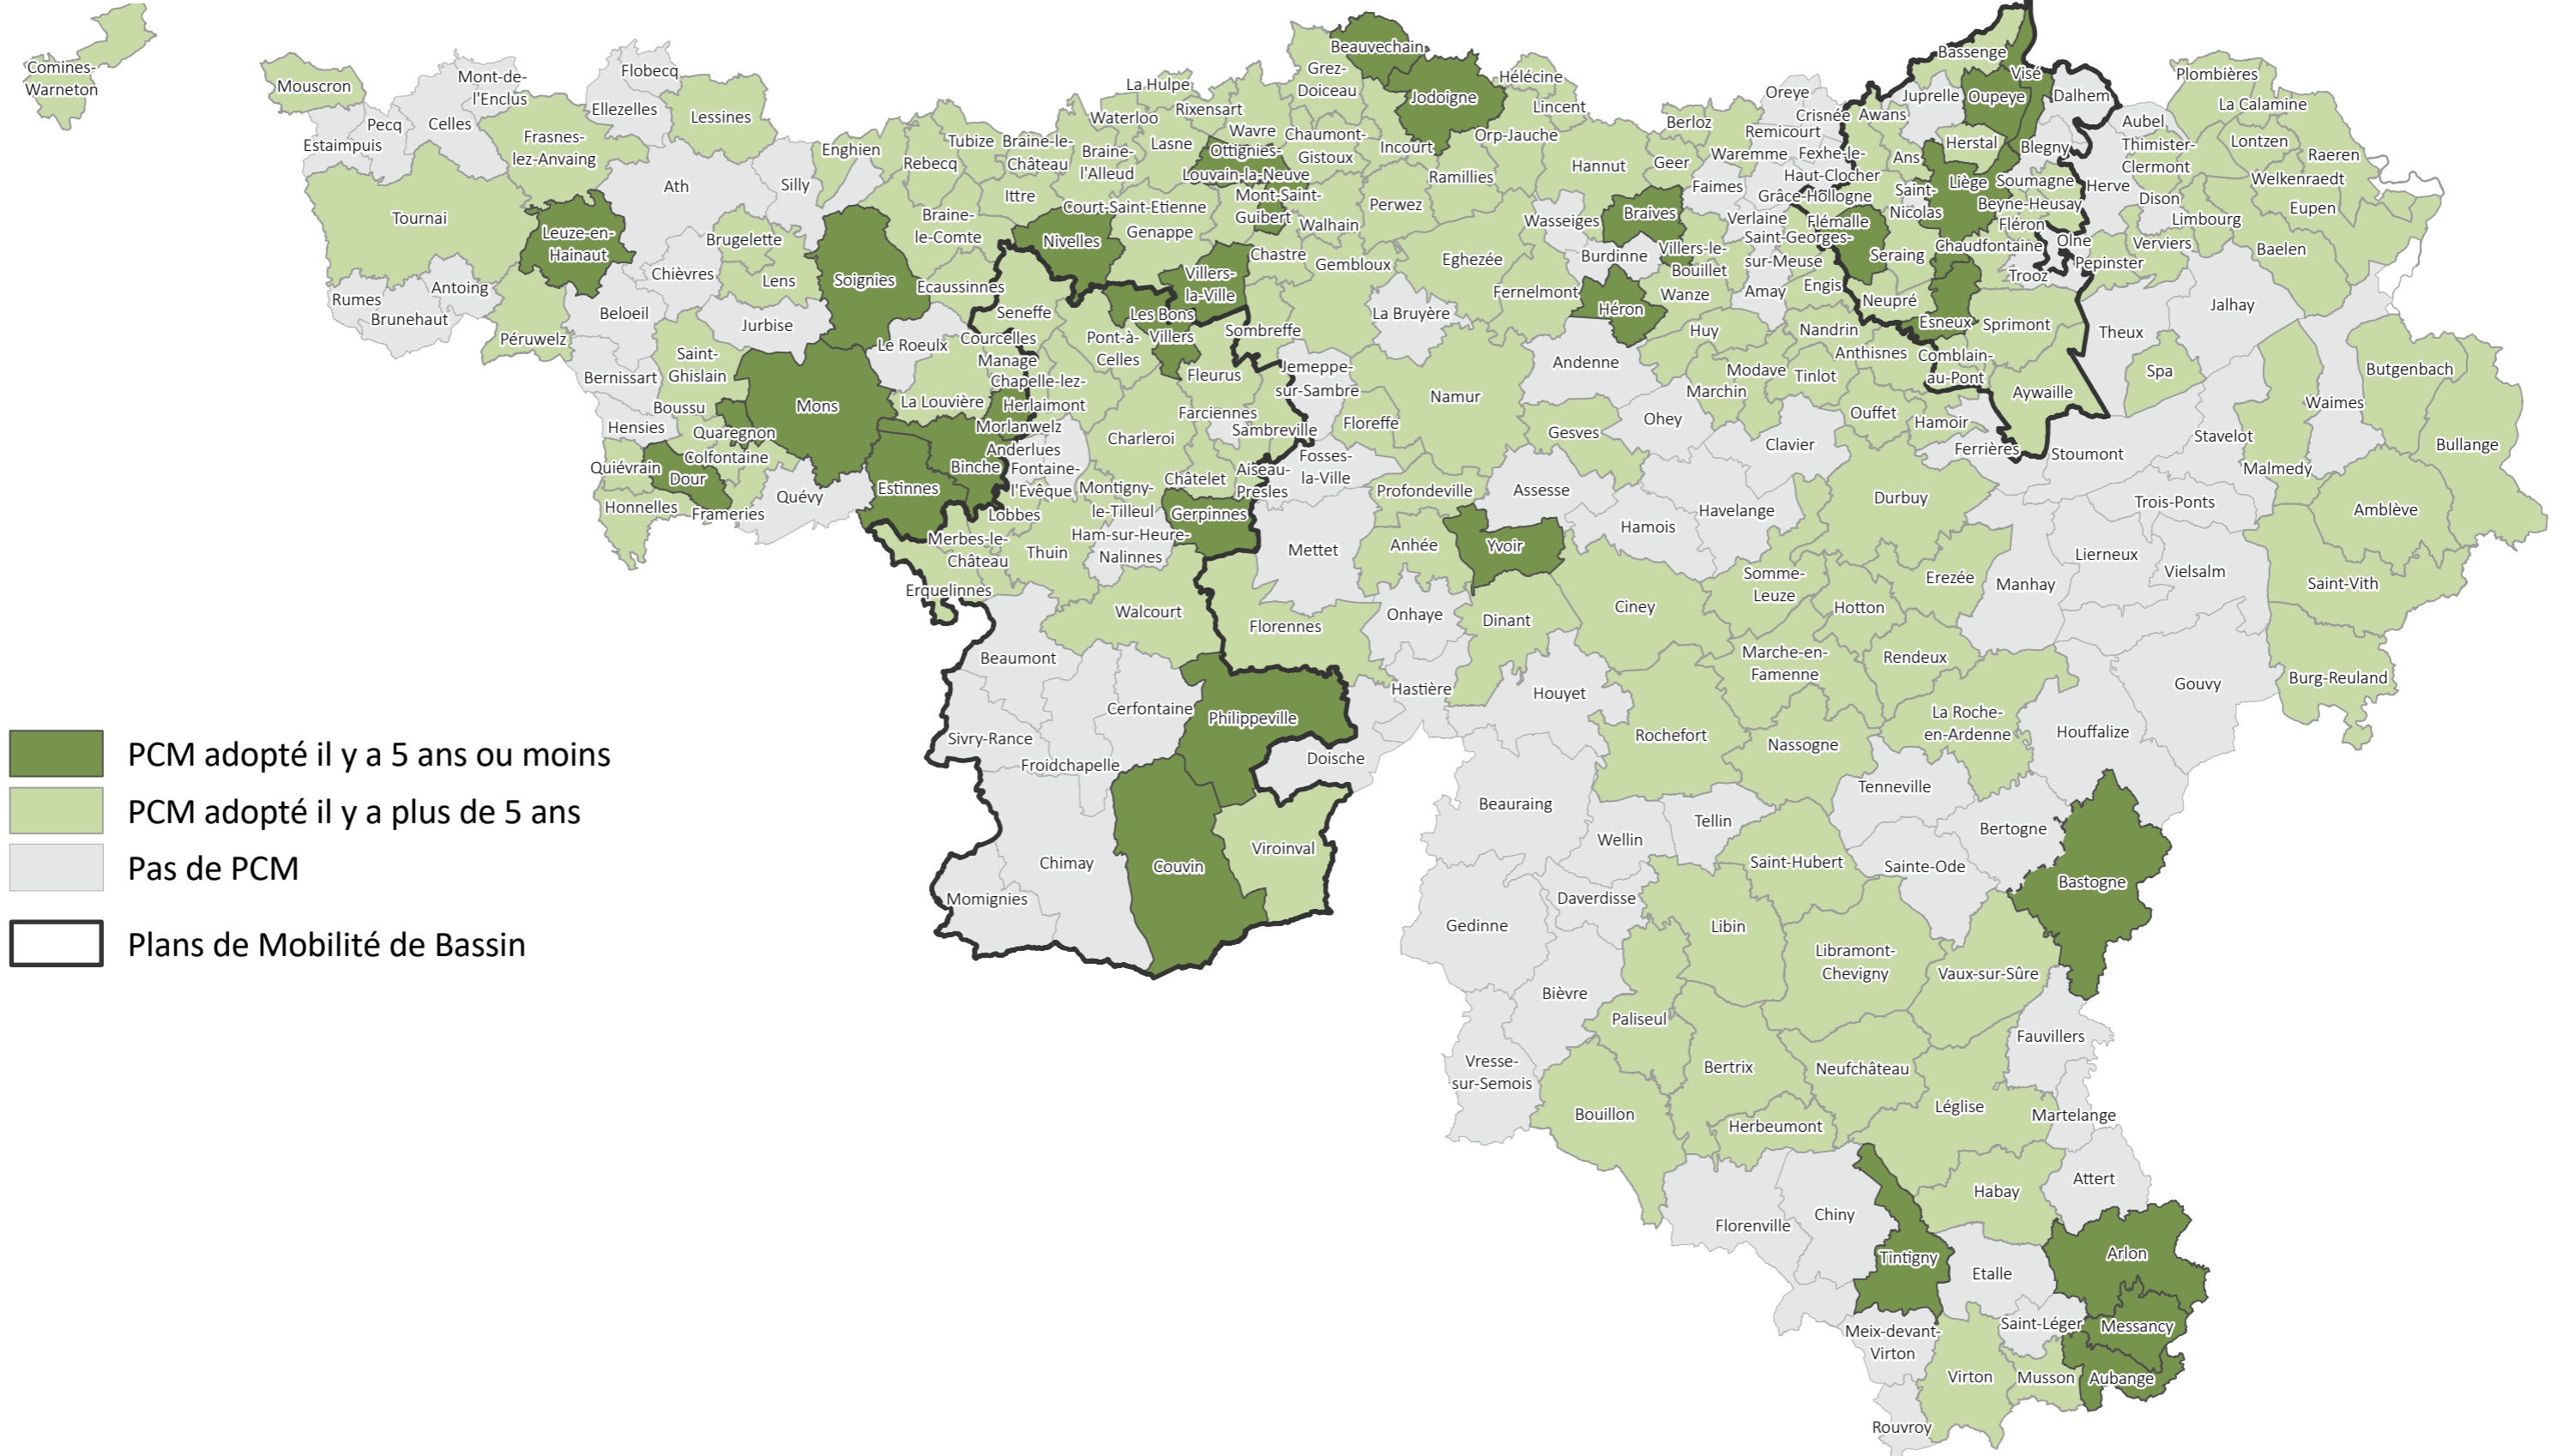 Comines-
Warneton
Mouscron
Mont-de-
l'Enclus
Flobecq
Ellezelles
Lessines
Pecq
Celles
Estaimpuis
Frasnes-
lez-Anvaing
Ath
Silly
Enghien
Tournai
Leuze-en-
Hainaut
Brugelette
Chièvres
Lens
Soignies
Rumes
Antoing
Brunehaut
Beloeil
Jurbise
Péruwelz
Bernissart
Saint-
Ghislain
Boussu
Hensies
Quaregnon
Colfontaine
Quiévrain
Dour
Honnelles
Frameries
Quévy
Mons
Le Roeulx
La Louvière
Estinnes
Binche
Rebecq
Tubize
Braine-le-
Château
Ittre
Braine-
le-Comte
Ecaussinnes
Seneffe
Courcelles
Manage
Chapelle-lez-
Herlaimont
Morlanwelz
Anderlues
Fontaine-
l'Evêque
Lobbes
Merbes-le-
Château
Erquelinnes
Thuin
Montigny-
le-Tilleul
Ham-sur-Heure-
Nalinnes
Gerpinnes
Châtelet
Charleroi
Farciennes
Sambreville
Aiseau-
Presles
Fleurus
Pont-à-
Celles
Les Bons
Villers
Nivelles
Genappe
Court-Saint-Etienne
Villers-
la-Ville
La Hulpe
Waterloo
Rixensart
Lasne
Braine-
l'Alleud
Wavre
Ottignies-
Louvain-la-Neuve
Mont-Saint-
Guibert
Chaumont-
Gistoux
Grez-
Doiceau
Beauvechain
Jodoigne
Hélécine
Lincent
Orp-Jauche
Incourt
Ramillies
Perwez
Walhain
Chastre
Gembloux
Sombreffe
Jemeppe-
sur-Sambre
La Bruyère
Eghezée
Fernelmont
Namur
Floreffe
Fosses-
la-Ville
Profondeville
Mettet
Anhée
Yvoir
Assesse
Gesves
Ohey
Andenne
Hannut
Geer
Berloz
Oreye
Crisnée
Remicourt
Waremme
Fexhe-le-
Haut-Clocher
Faimes
Wasseiges
Braives
Burdinne
Héron
Villers-le-
Bouillet
Wanze
Verlaine
Saint-Georges-
sur-Meuse
Amay
Engis
Huy
Nandrin
Modave
Marchin
Tinlot
Anthisnes
Clavier
Ouffet
Hamoir
Ferrières
Comblain-
au-Pont
Bassenge
Visé
Juprelle
Oupeye
Dalhem
Awans
Ans
Herstal
Blegny
Liège
Grâce-Hollogne
Saint-
Nicolas
Soumagne
Beyne-Heusay
Fléron
Flémalle
Seraing
Chaudfontaine
Olne
Trooz
Neupré
Esneux
Sprimont
Aywaille
Aubel
Thimister-
Clermont
Herve
Dison
Limbourg
Pepinster
Verviers
Plombières
La Calamine
Lontzen
Raeren
Welkenraedt
Eupen
Baelen
Jalhay
Theux
Spa
Stavelot
Stoumont
Malmedy
Waimes
Butgenbach
Bullange
Amblève
Trois-Ponts
Lierneux
Vielsalm
Saint-Vith
Burg-Reuland
Gouvy
Manhay
Durbuy
Erezée
Hotton
Somme-
Leuze
Havelange
Hamois
Ciney
Dinant
Onhaye
Hastière
Houyet
Florennes
Walcourt
Beaumont
Sivry-Rance
Froidchapelle
Cerfontaine
Philippeville
Doische
Viroinval
Couvin
Chimay
Momignies
Marche-en-
Famenne
Rendeux
La Roche-
en-Ardenne
Houffalize
Rochefort
Nassogne
Tenneville
Bertogne
Beauraing
Wellin
Tellin
Saint-Hubert
Sainte-Ode
Bastogne
Gedinne
Daverdisse
Libin
Libramont-
Chevigny
Vaux-sur-Sûre
Bièvre
Vresse-
sur-Semois
Paliseul
Bertrix
Neufchâteau
Fauvillers
Léglise
Martelange
Bouillon
Herbeumont
Florenville
Chiny
Habay
Attert
Tintigny
Etalle
Arlon
Meix-devant-
Virton
Saint-Léger
Messancy
Virton
Musson
Aubange
Rouvroy
PCM adopté il y a 5 ans ou moins
PCM adopté il y a plus de 5 ans
Pas de PCM
Plans de Mobilité de Bassin